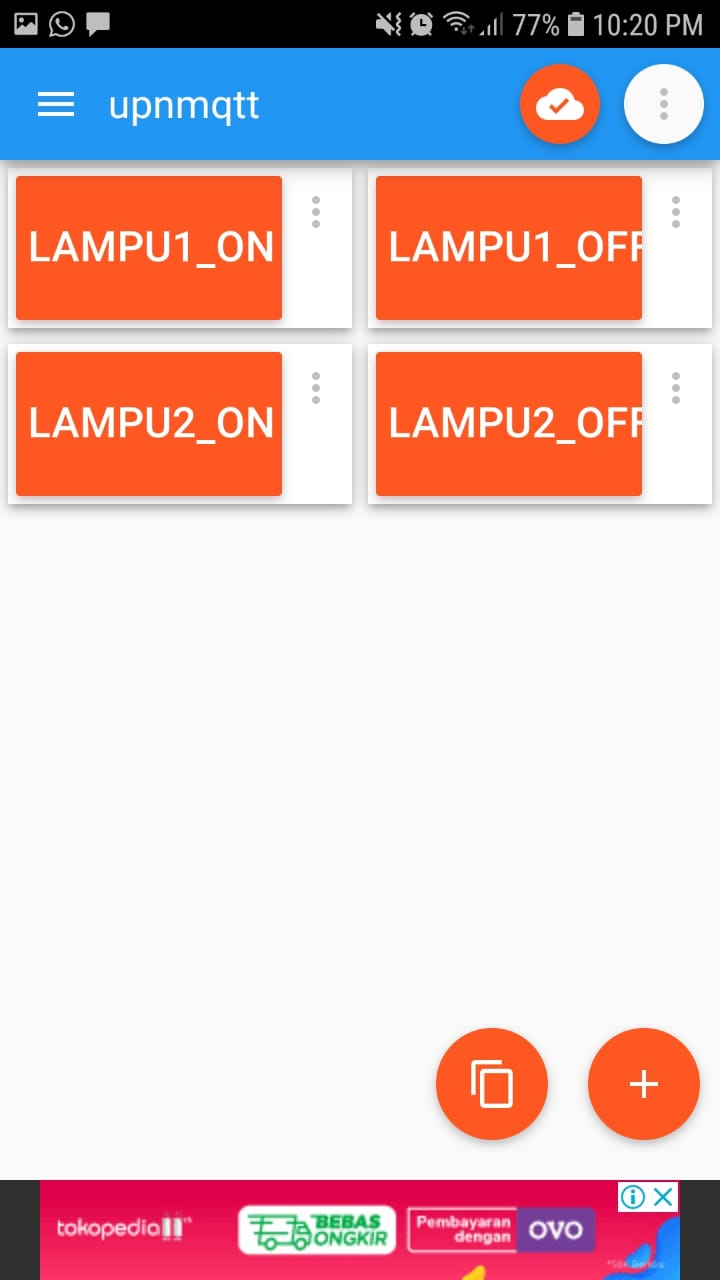 77% 10:20 PM
upnmqtt
LAMPU1_ON
LAMPU1_OFF
LAMPU2_ON
LAMPU2_OFF
tokopedia
BEBAS
ONGKIR
Pembayaran
dengan
OVO